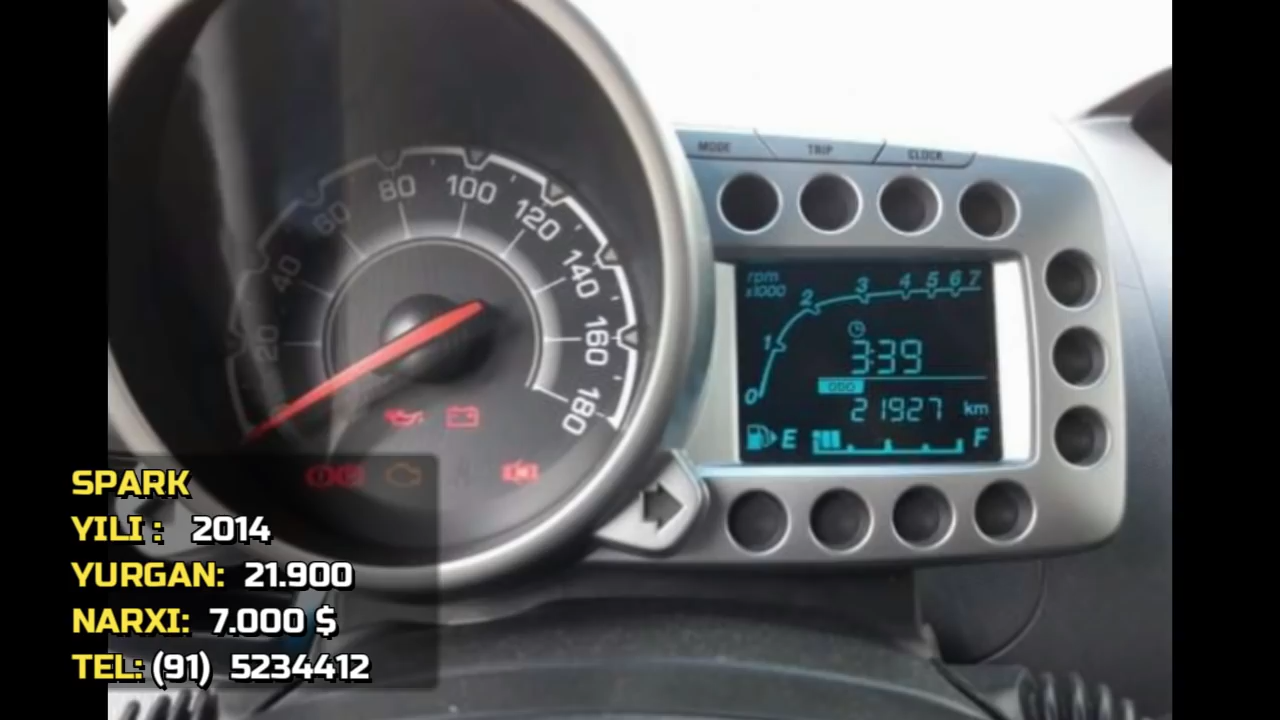 MODE TRIP CLOCK
20 40 60 80 100 120 140 160 180
rpm
x1000
0 1 2 3 4 5 6 7
3:39
ODO
21927 km
E F
SPARK
YILI : 2014
YURGAN: 21.900
NARXI: 7.000 $
TEL: (91) 5234412